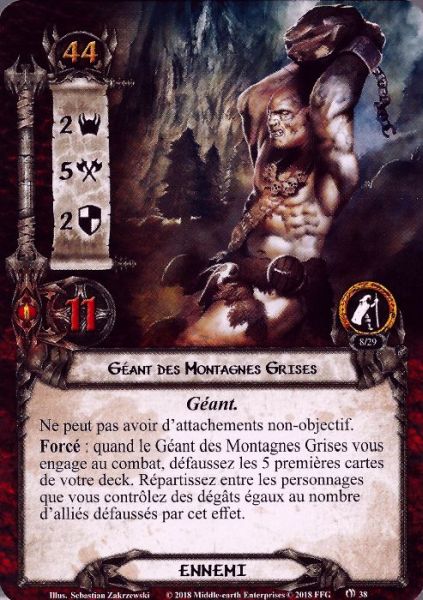 44
2
5
2
11
8/29
Géant des Montagnes Grises
Géant.
Ne peut pas avoir d'attachements non-objectif.
Forcé : quand le Géant des Montagnes Grises vous
engage au combat, défaussez les 5 premières cartes
de votre deck. Répartissez entre les personnages
que vous contrôlez des dégâts égaux au nombre
d'alliés défaussés par cet effet.
ENNEMI
Illus. Sebastian Zakrzewski © 2018 Middle-earth Enterprises © 2018 FFG 38